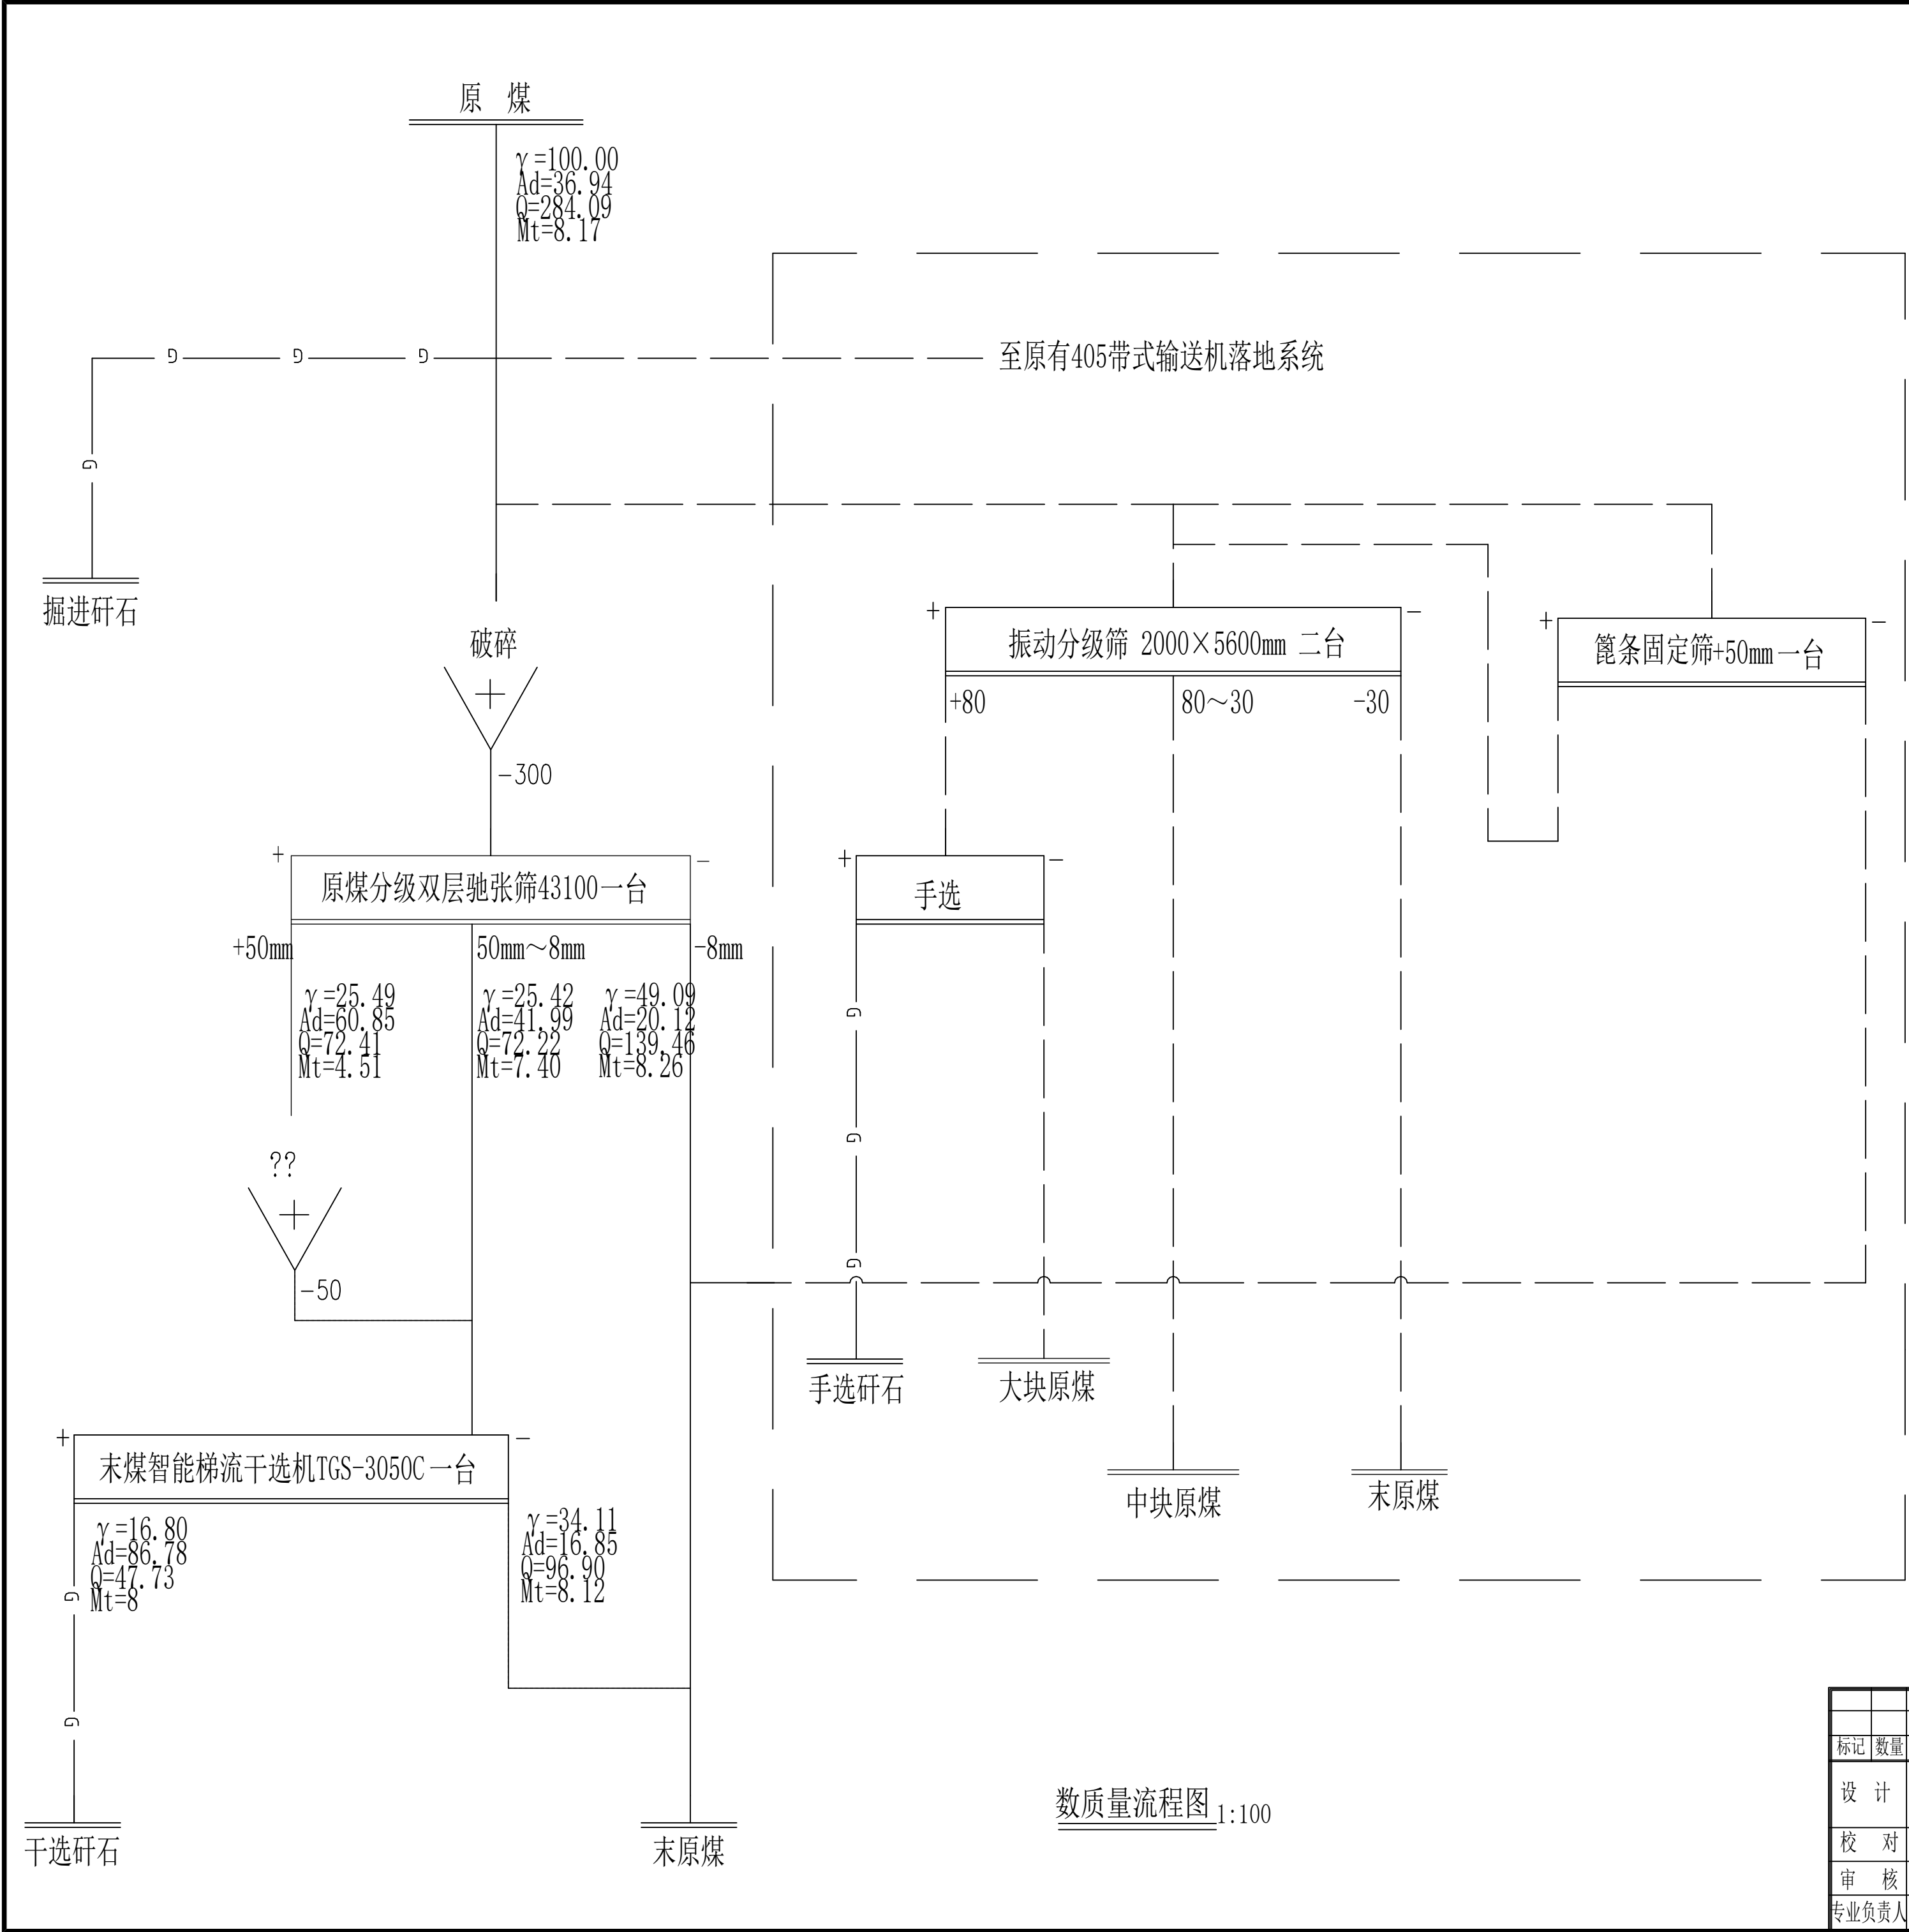 原 煤
γ=100.00
Ad=36.94
Q=284.09
Mt=8.17
G G G
至原有405带式输送机落地系统
G
掘进矸石
破碎
+
-300
+ -
振动分级筛 2000×5600mm 二台
+80 80~30 -30
+ -
篦条固定筛+50mm一台
+ -
原煤分级双层驰张筛43100一台
+50mm 50mm~8mm -8mm
γ=25.49
Ad=60.85
Q=72.41
Mt=4.51
γ=25.42
Ad=41.99
Q=72.22
Mt=7.40
γ=49.09
Ad=20.12
Q=139.46
Mt=8.26
+ -
手选
G
G
G
??
+
-50
手选矸石
大块原煤
中块原煤
末原煤
+ -
末煤智能梯流干选机TGS-3050C一台
γ=16.80
Ad=86.78
Q=47.73
Mt=8
γ=34.11
Ad=16.85
Q=96.90
Mt=8.12
G
G
干选矸石
末原煤
数质量流程图 1:100
标记 数量
设 计
校 对
审 核
专业负责人